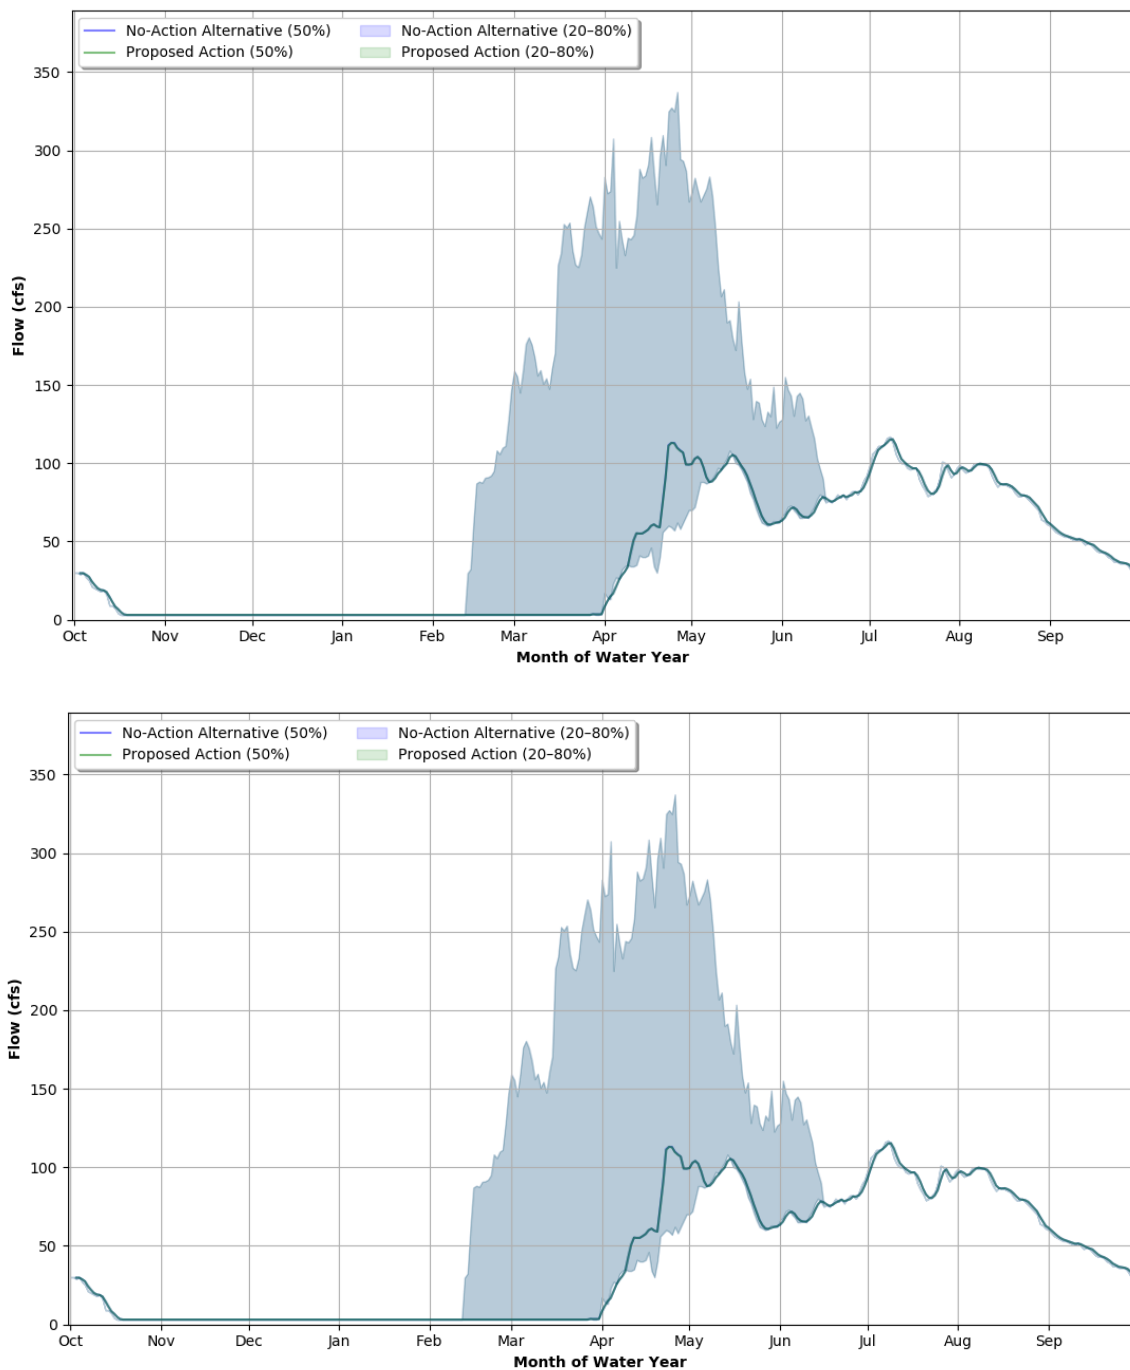 No-Action Alternative (50%) No-Action Alternative (20–80%)
Proposed Action (50%) Proposed Action (20–80%)
350
300
250
200
150
100
50
0
Flow (cfs)
Oct Nov Dec Jan Feb Mar Apr May Jun Jul Aug Sep
Month of Water Year
No-Action Alternative (50%) No-Action Alternative (20–80%)
Proposed Action (50%) Proposed Action (20–80%)
350
300
250
200
150
100
50
0
Flow (cfs)
Oct Nov Dec Jan Feb Mar Apr May Jun Jul Aug Sep
Month of Water Year